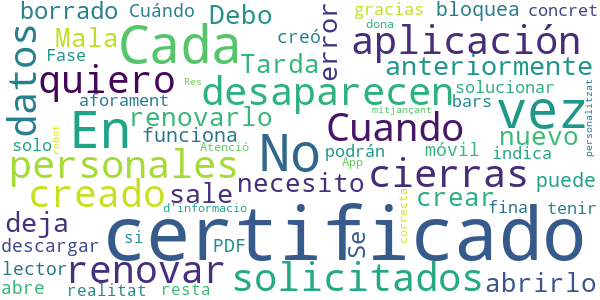 borrado Cuándo Debo error gracias bloquea concret
dona
Mala Cada creó aplicación
Fase Tarda anteriormente
datos quiero desaparecen solucionar
Res
aforament renovarlo mitjançant bars personalitzat
En No Cuando vez nuevo
solo robot funciona Atenció podrán móvil indica
personales App cierras puede
creado sale necesito crear fina tenir
deja certificado Se correcta
d'informacio
descargar si PDF
lector renovar solicitados abrirlo
abre realitat resta